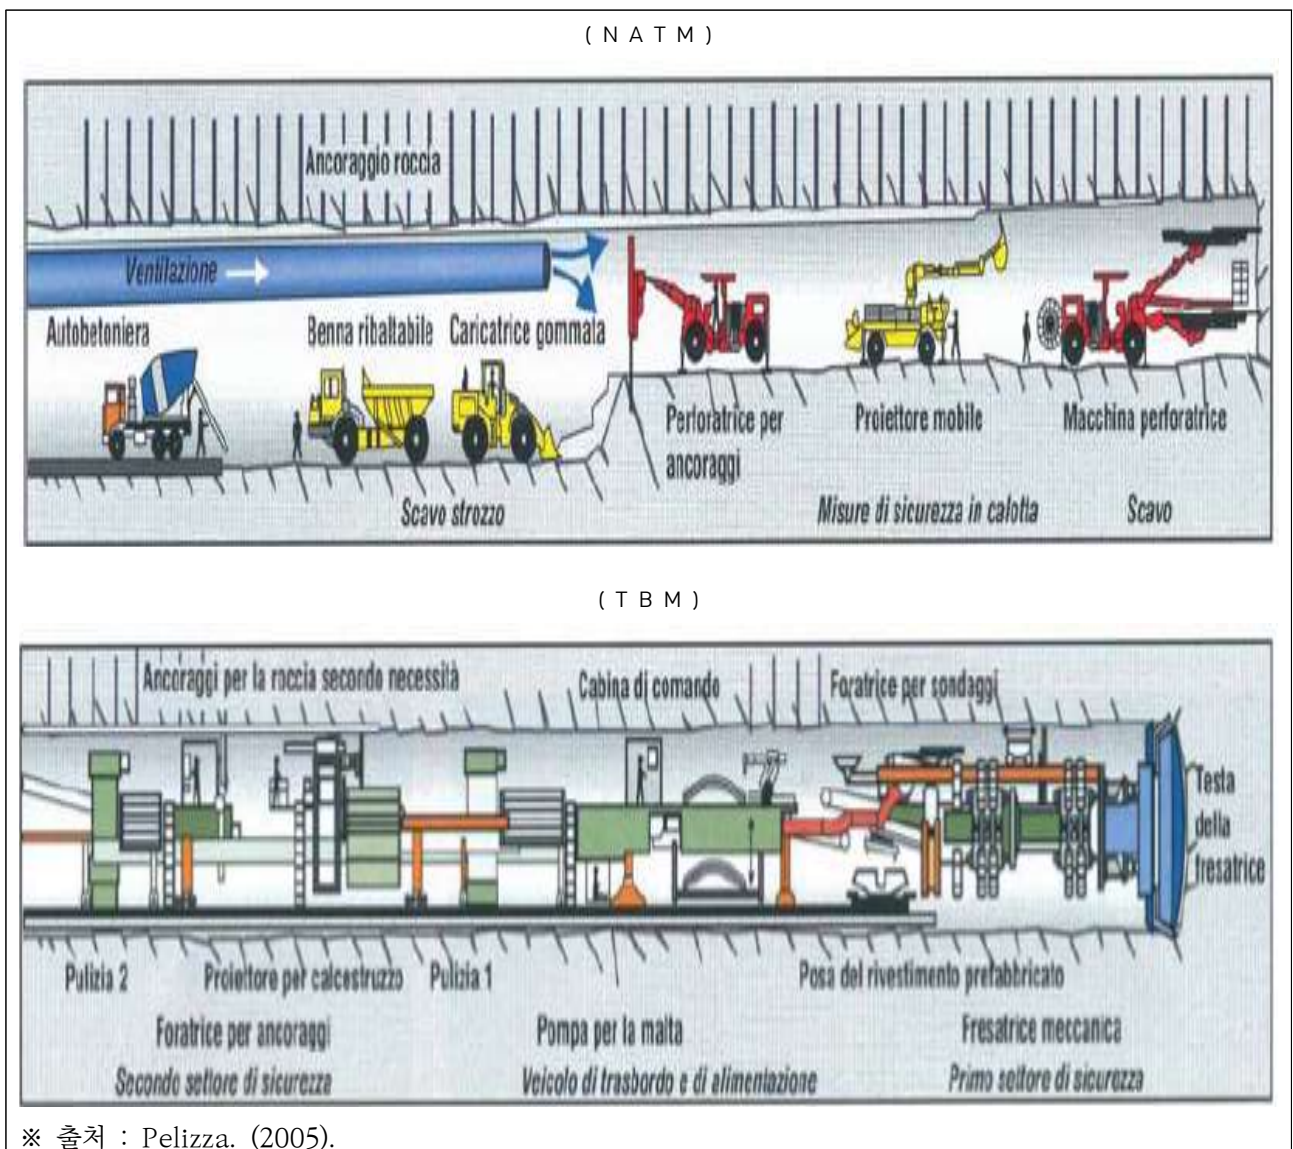 ( N A T M )
Ancoraggio roccia
Ventilazione
Autobetoniera
Benna ribaltabile
Caricatrice gommata
Perforatrice per
ancoraggi
Proiettore mobile
Macchina perforatrice
Scavo strozzo
Misure di sicurezza in calotta
Scavo
( T B M )
Ancoraggi per la roccia secondo necessità
Cabina di comando
Foratrice per sondaggi
Testa
della
fresatrice
Pulizia 2
Proiettore per calcestruzzo
Pulizia 1
Posa del rivestimento prefabbricato
Foratrice per ancoraggi
Pompa per la malta
Fresatrice meccanica
Secondo settore di sicurezza
Veicolo di trasbordo e di alimentazione
Primo settore di sicurezza
※ 출처 : Pelizza. (2005).